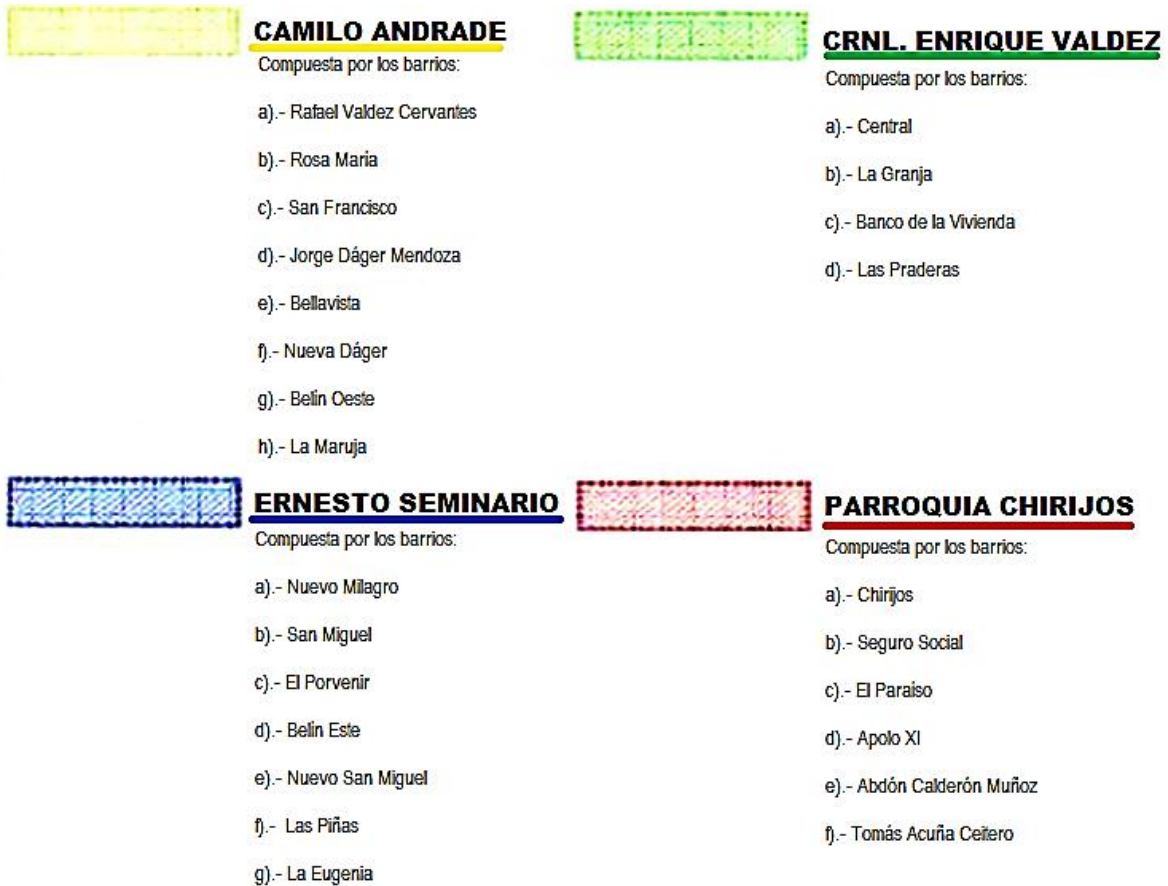 CAMILO ANDRADE
Compuesta por los barrios:
a).- Rafael Valdez Cervantes
b).- Rosa Maria
c).- San Francisco
d).- Jorge Dáger Mendoza
e).- Bellavista
f).- Nueva Dáger
g).- Belin Oeste
h).- La Maruja
CRNL. ENRIQUE VALDEZ
Compuesta por los barrios:
a).- Central
b).- La Granja
c).- Banco de la Vivienda
d).- Las Praderas
ERNESTO SEMINARIO
Compuesta por los barrios:
a).- Nuevo Milagro
b).- San Miguel
c).- El Porvenir
d).- Belin Este
e).- Nuevo San Miguel
f).- Las Piñas
g).- La Eugenia
PARROQUIA CHIRIJOS
Compuesta por los barrios:
a).- Chirijos
b).- Seguro Social
c).- El Paraiso
d).- Apolo XI
e).- Abdón Calderón Muñoz
f).- Tomás Acuña Ceitero